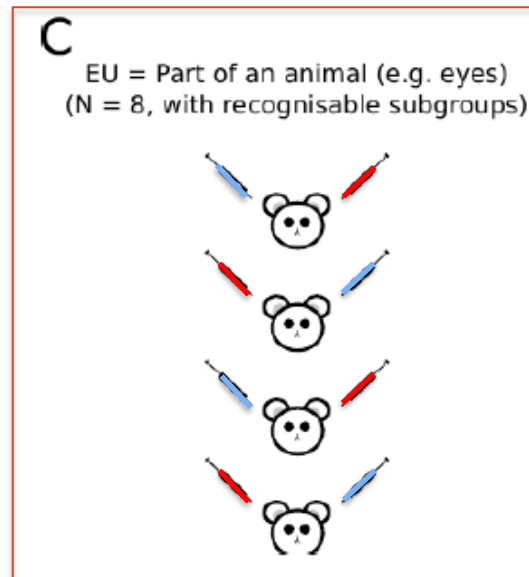 C
EU = Part of an animal (e.g. eyes)
(N = 8, with recognisable subgroups)